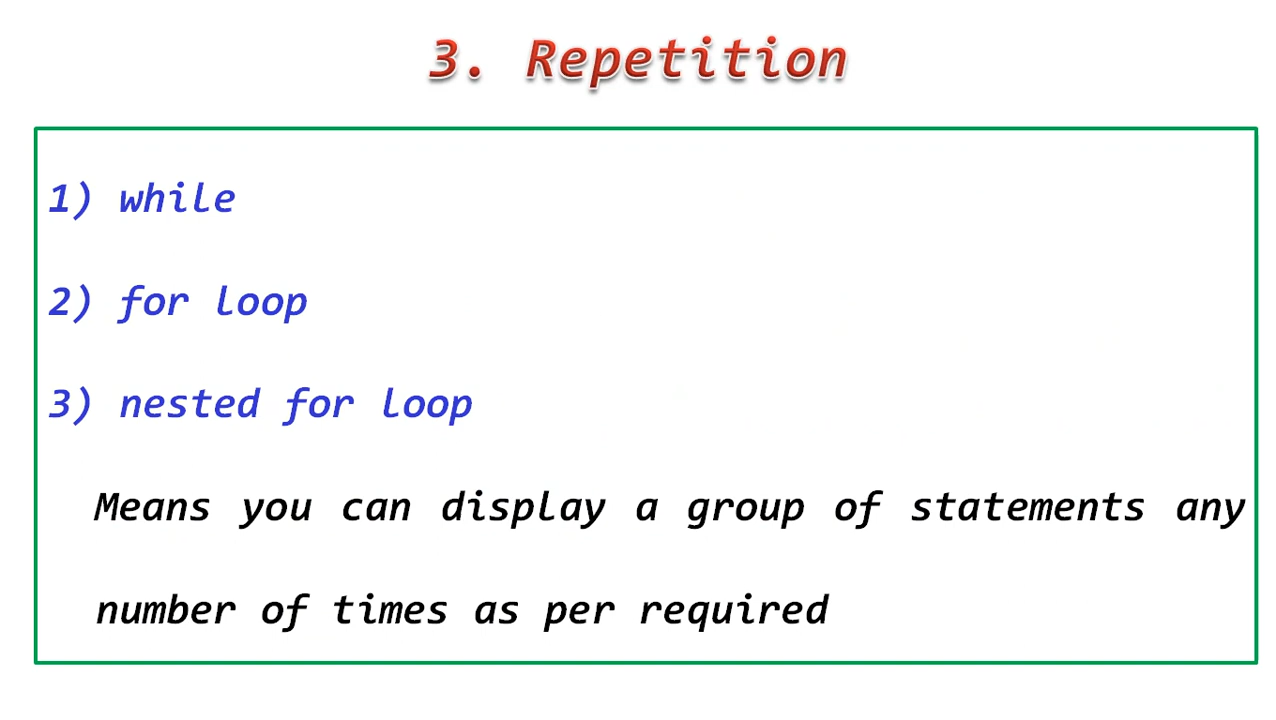 3. Repetition
1) while
2) for loop
3) nested for loop
Means you can display a group of statements any
number of times as per required